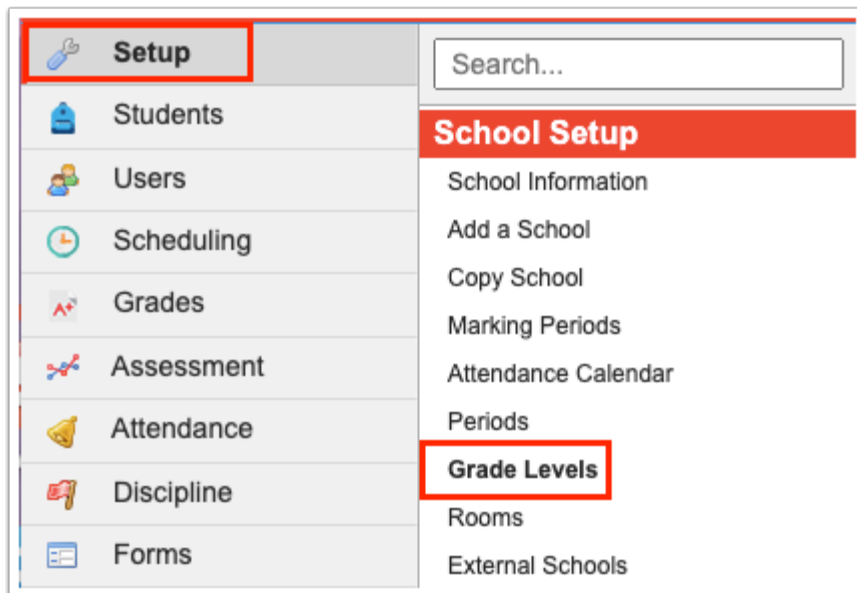 Setup
Students
Users
Scheduling
Grades
Assessment
Attendance
Discipline
Forms
Search...
School Setup
School Information
Add a School
Copy School
Marking Periods
Attendance Calendar
Periods
Grade Levels
Rooms
External Schools